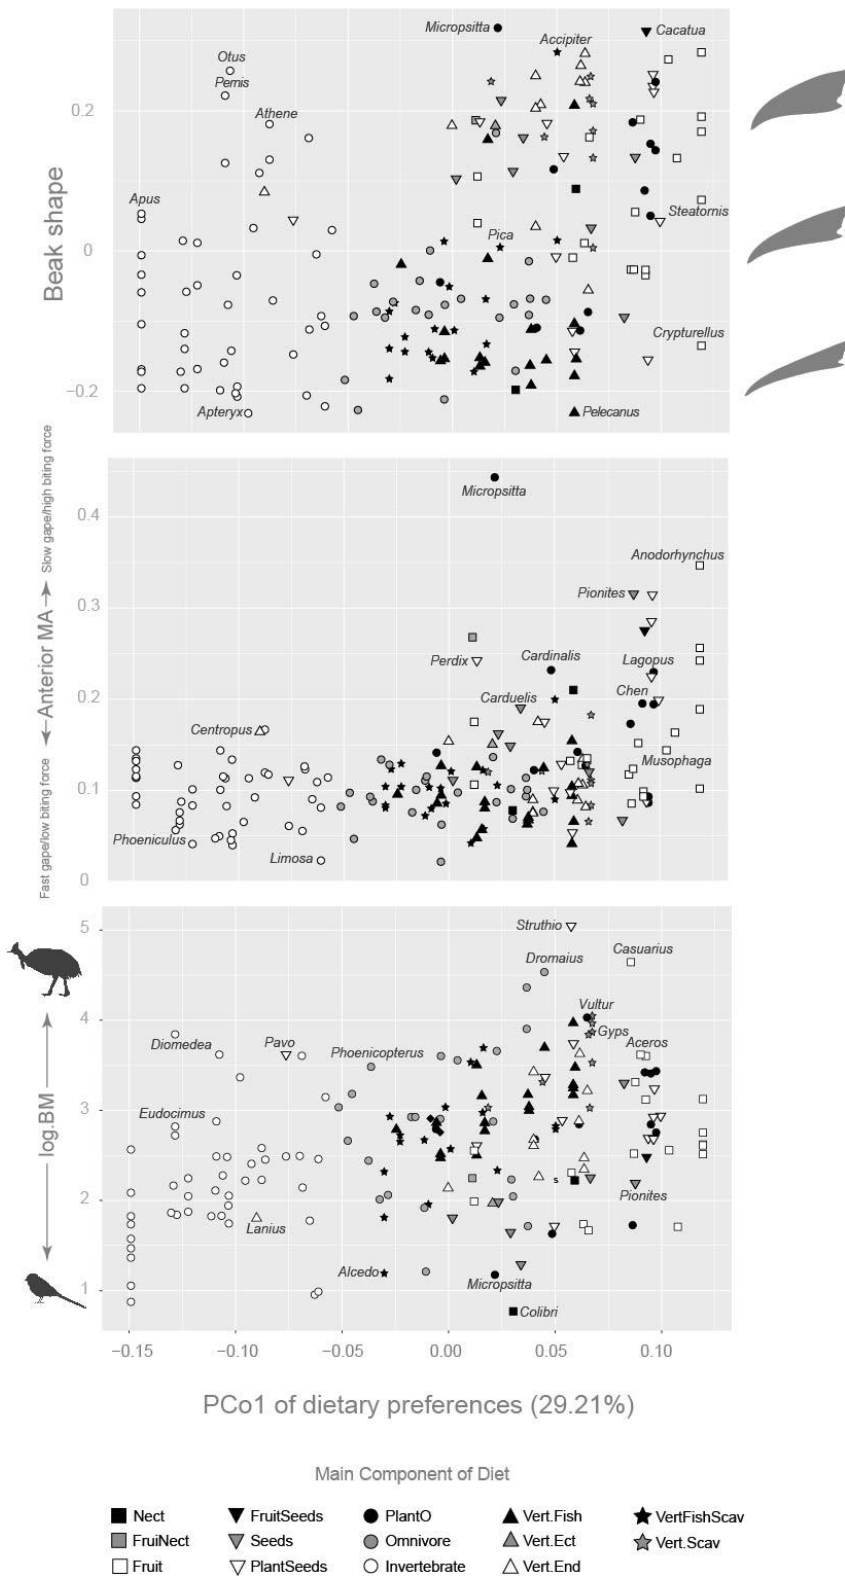 Micropsitta
Cacatua
Accipiter
Otus
Pernis
Athene
0.2
Apus
Steatornis
Pica
Beak shape
0
Crypturellus
−0.2
Apteryx
Pelecanus
Micropsitta
0.4
Anodorhynchus
Pionites
0.3
Perdix
Cardinalis
Lagopus
Chen
Carduelis
0.2
Centropus
Musophaga
0.1
Phoeniculus
Limosa
0
Fast gape/low biting force
Anterior MA
Slow gape/high biting force
5
Struthio
Casuarius
Dromaius
4
Vultur
Gyps
Aceros
Diomedea
Pavo
Phoenicopterus
3
Eudocimus
log.BM
2
s
Pionites
Lanius
Alcedo
Micropsitta
1
Colibri
−0.15 −0.10 −0.05 0.00 0.05 0.10
PCo1 of dietary preferences (29.21%)
Main Component of Diet
Nect FruitSeeds PlantO Vert.Fish VertFishScav
FruiNect Seeds Omnivore Vert.Ect Vert.Scav
Fruit PlantSeeds Invertebrate Vert.End